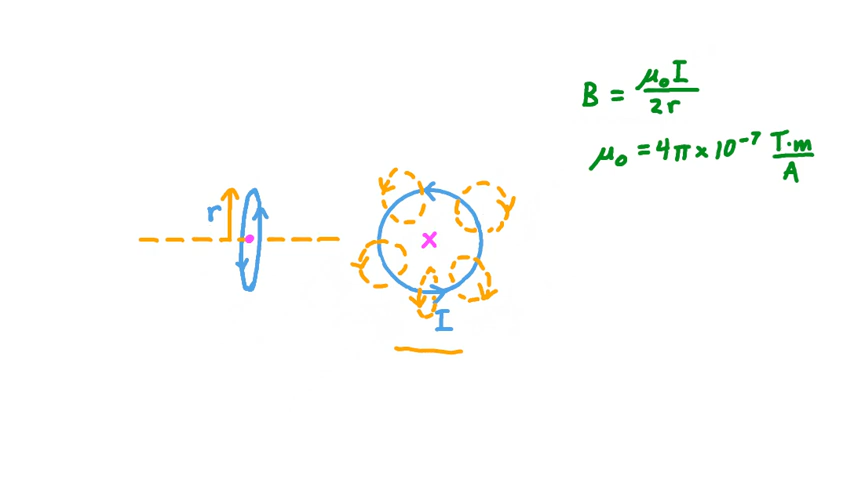 B = μ₀I / 2r
μ₀ = 4π × 10⁻⁷ T·m / A
r
x
I